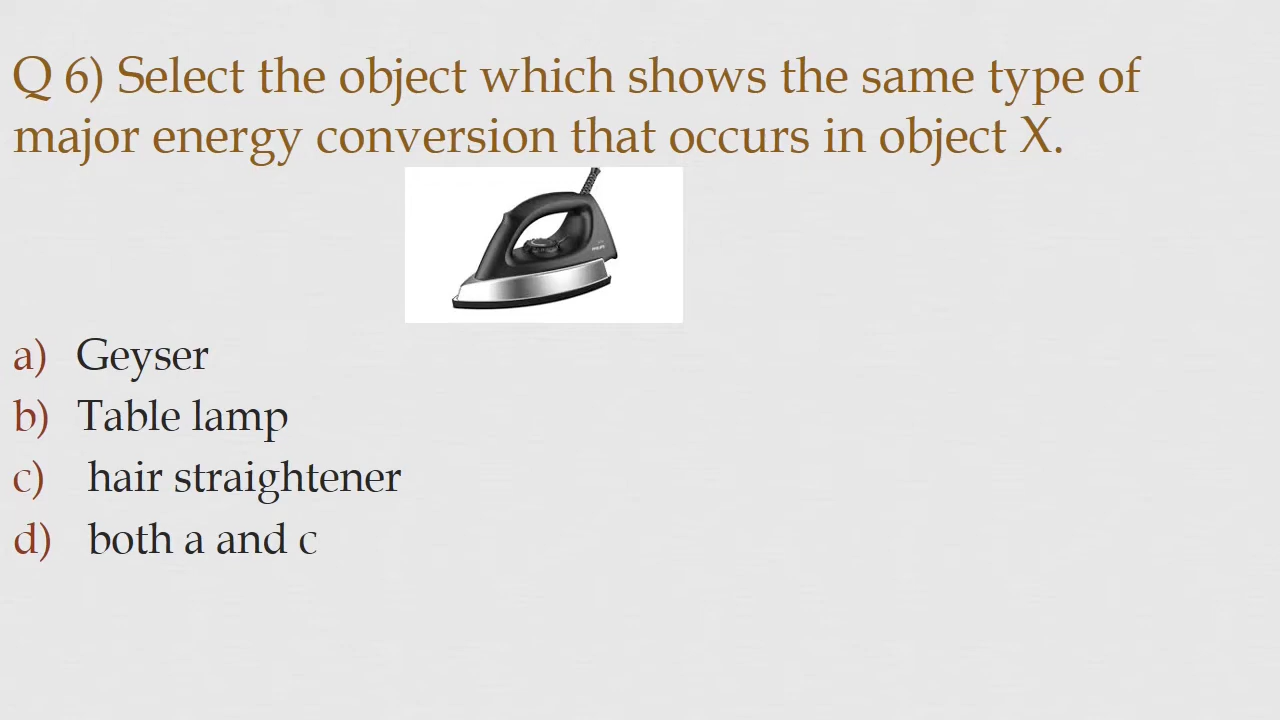 Q 6) Select the object which shows the same type of
major energy conversion that occurs in object X.
a) Geyser
b) Table lamp
c) hair straightener
d) both a and c